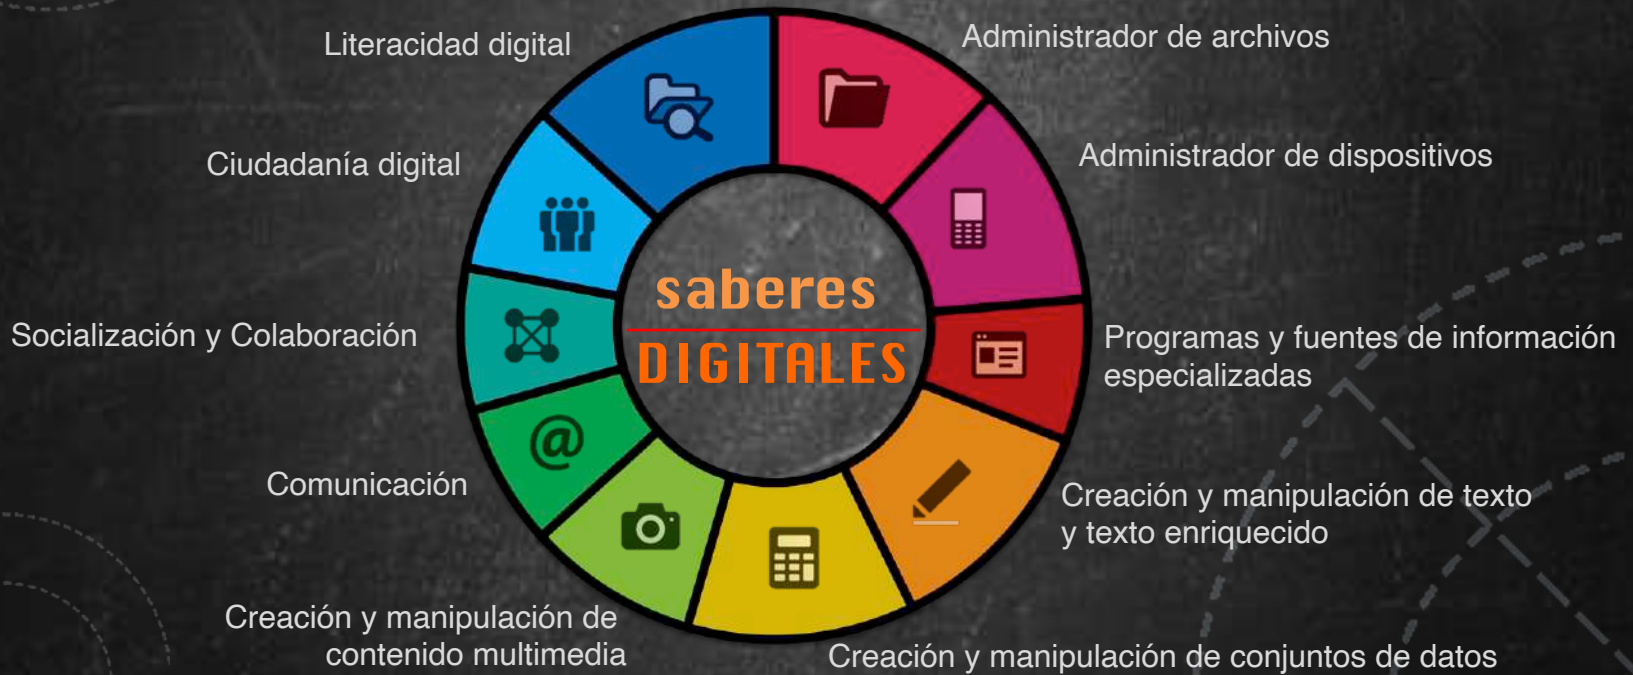 Literacidad digital
Administrador de archivos
Ciudadanía digital
Administrador de dispositivos
saberes
DIGITALES
Socialización y Colaboración
Programas y fuentes de información
especializadas
@
Comunicación
Creación y manipulación de texto
y texto enriquecido
Creación y manipulación de
contenido multimedia
Creación y manipulación de conjuntos de datos